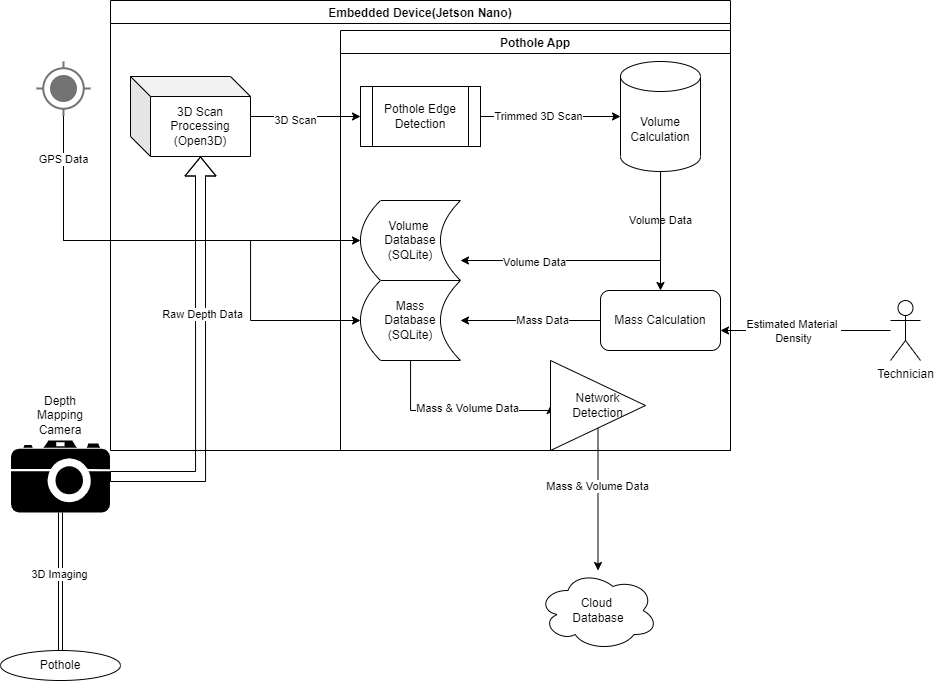 Embedded Device(Jetson Nano)
Pothole App
3D Scan
Processing
(Open3D)
3D Scan
Pothole Edge
Detection
Trimmed 3D Scan
Volume
Calculation
GPS Data
Volume Data
Volume
Database
(SQLite)
Volume Data
Raw Depth Data
Mass
Database
(SQLite)
Mass Data
Mass Calculation
Estimated Material
Density
Technician
Depth
Mapping
Camera
Mass & Volume Data
Network
Detection
Mass & Volume Data
3D Imaging
Cloud
Database
Pothole